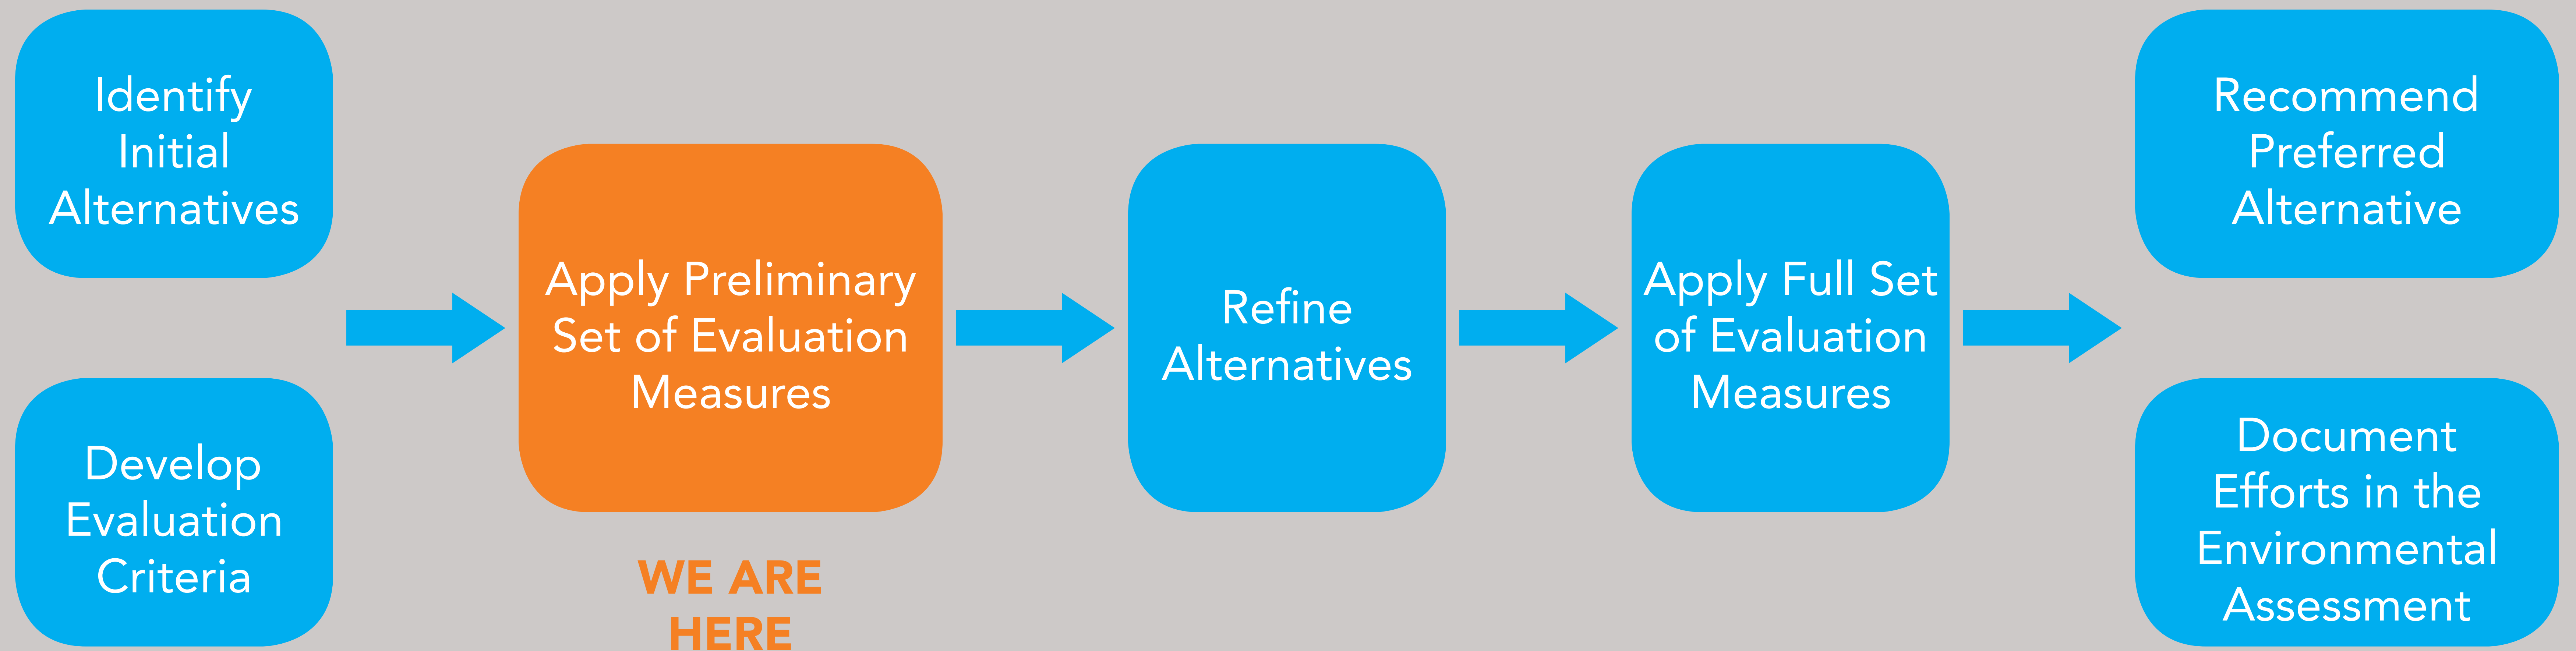 Identify
Initial
Alternatives
Develop
Evaluation
Criteria
Apply Preliminary
Set of Evaluation
Measures
WE ARE
HERE
Refine
Alternatives
Apply Full Set
of Evaluation
Measures
Recommend
Preferred
Alternative
Document
Efforts in the
Environmental
Assessment